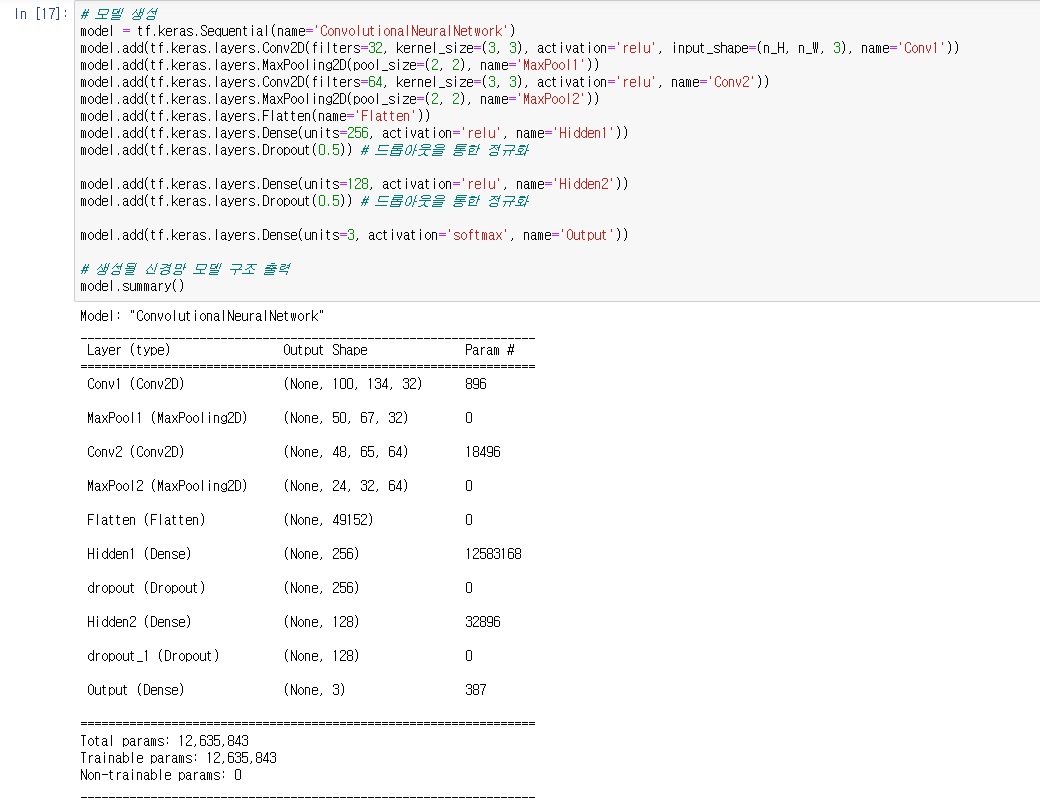 In [17]:
# 모델 생성
model = tf.keras.Sequential(name='ConvolutionalNeuralNetwork')
model.add(tf.keras.layers.Conv2D(filters=32, kernel_size=(3, 3), activation='relu', input_shape=(n_H, n_W, 3), name='Conv1'))
model.add(tf.keras.layers.MaxPooling2D(pool_size=(2, 2), name='MaxPool1'))
model.add(tf.keras.layers.Conv2D(filters=64, kernel_size=(3, 3), activation='relu', name='Conv2'))
model.add(tf.keras.layers.MaxPooling2D(pool_size=(2, 2), name='MaxPool2'))
model.add(tf.keras.layers.Flatten(name='Flatten'))
model.add(tf.keras.layers.Dense(units=256, activation='relu', name='Hidden1'))
model.add(tf.keras.layers.Dropout(0.5)) # 드롭아웃을 통한 정규화
model.add(tf.keras.layers.Dense(units=128, activation='relu', name='Hidden2'))
model.add(tf.keras.layers.Dropout(0.5)) # 드롭아웃을 통한 정규화
model.add(tf.keras.layers.Dense(units=3, activation='softmax', name='Output'))
# 생성될 신경망 모델 구조 출력
model.summary()
Model: "ConvolutionalNeuralNetwork"
Layer (type) Output Shape Param #
Conv1 (Conv2D) (None, 100, 134, 32) 896
MaxPool1 (MaxPooling2D) (None, 50, 67, 32) 0
Conv2 (Conv2D) (None, 48, 65, 64) 18496
MaxPool2 (MaxPooling2D) (None, 24, 32, 64) 0
Flatten (Flatten) (None, 49152) 0
Hidden1 (Dense) (None, 256) 12583168
dropout (Dropout) (None, 256) 0
Hidden2 (Dense) (None, 128) 32896
dropout_1 (Dropout) (None, 128) 0
Output (Dense) (None, 3) 387
Total params: 12,635,843
Trainable params: 12,635,843
Non-trainable params: 0